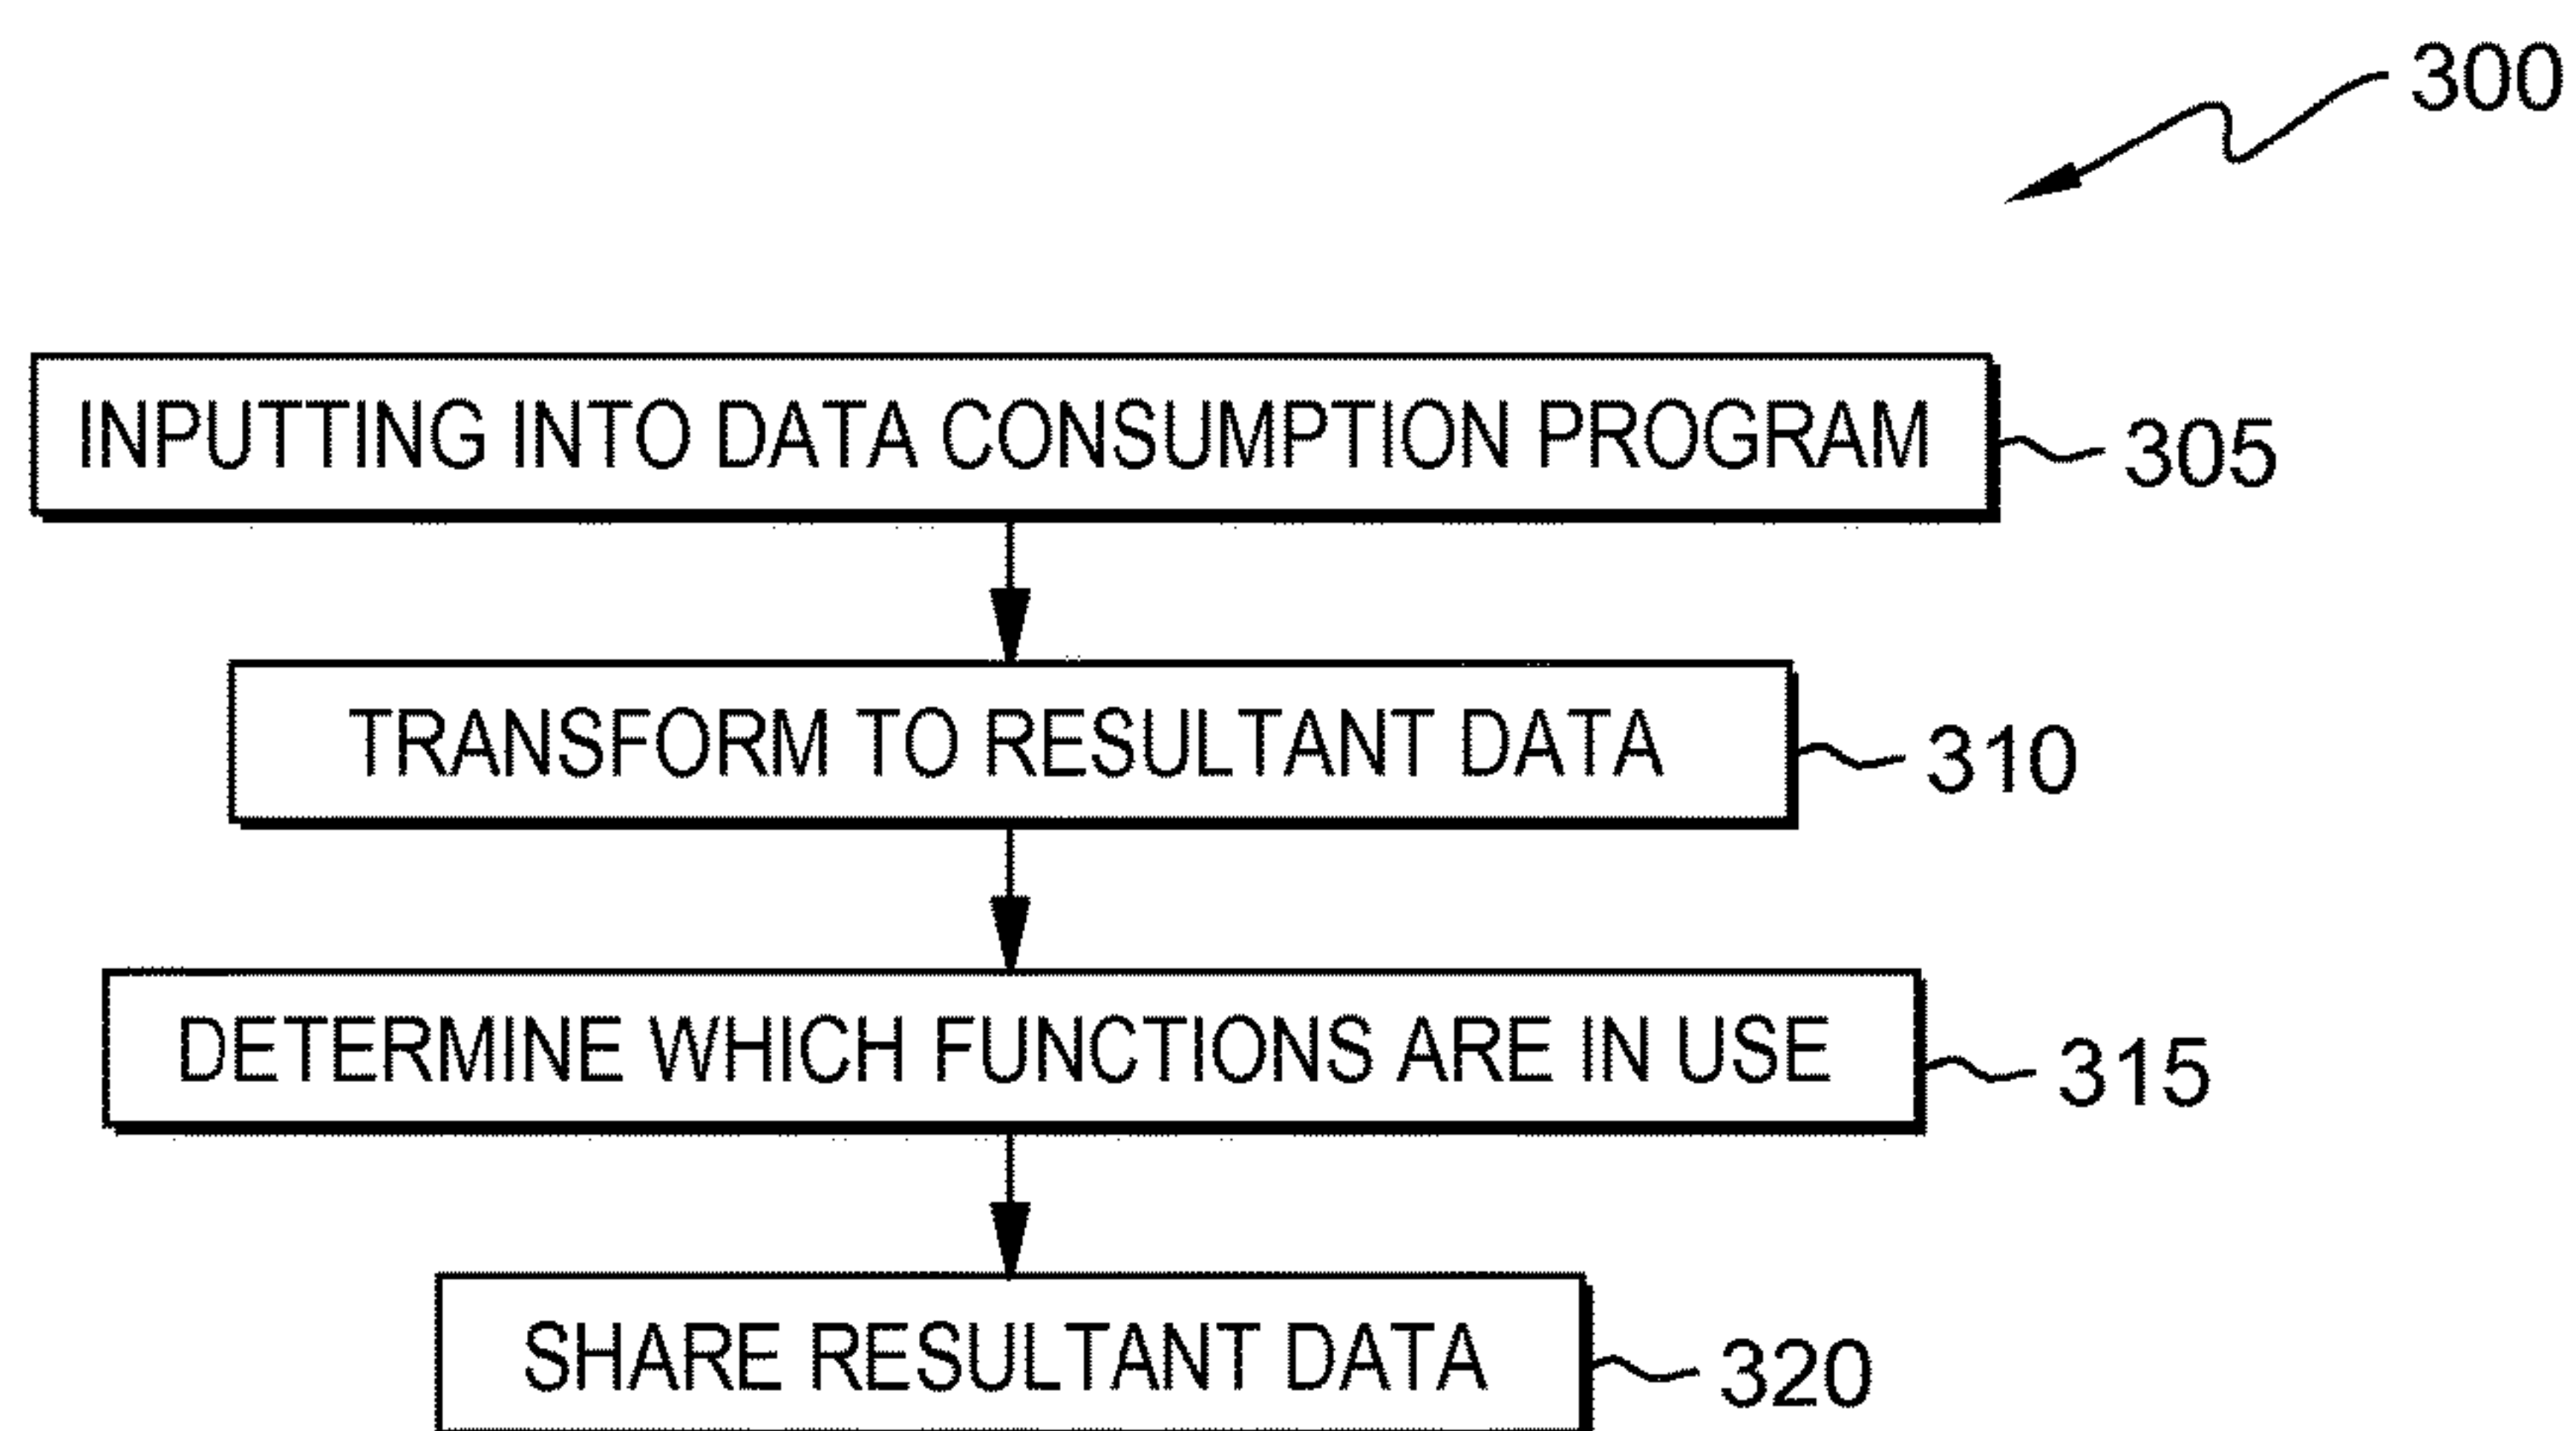 300
INPUTTING INTO DATA CONSUMPTION PROGRAM
305
TRANSFORM TO RESULTANT DATA
310
DETERMINE WHICH FUNCTIONS ARE IN USE
315
SHARE RESULTANT DATA
320